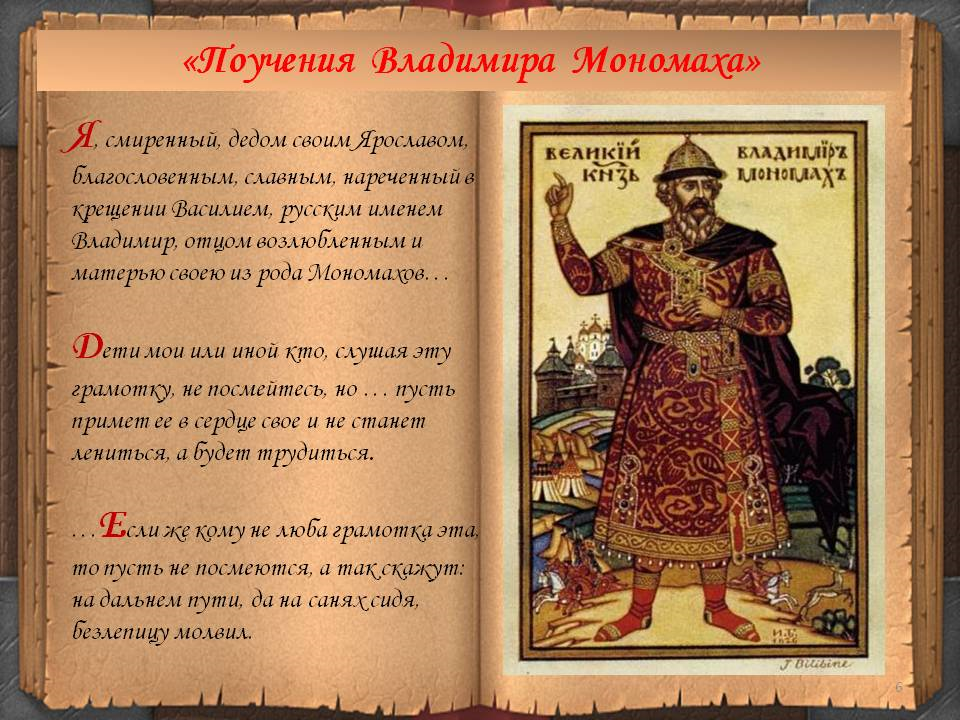 «Поучения Владимира Мономаха»
Я, смиренный, дедом своим Ярославом,
благословенным, славным, нареченный в
крещении Василием, русским именем
Владимир, отцом возлюбленным и
матерью своею из рода Мономахов…
Дети мои или иной кто, слушая эту
грамотку, не посмейтесь, но … пусть
примет ее в сердце свое и не станет
лениться, а будет трудиться.
…Если же кому не люба грамотка эта,
то пусть не посмеются, а так скажут:
на дальнем пути, да на санях сидя,
безлепицу молвил.
ВЕЛИКIЙ
КНЗЬ
ВЛАДИМIРЪ
МОНОМАХЪ
И.Б.
1926
J Bilibine
6